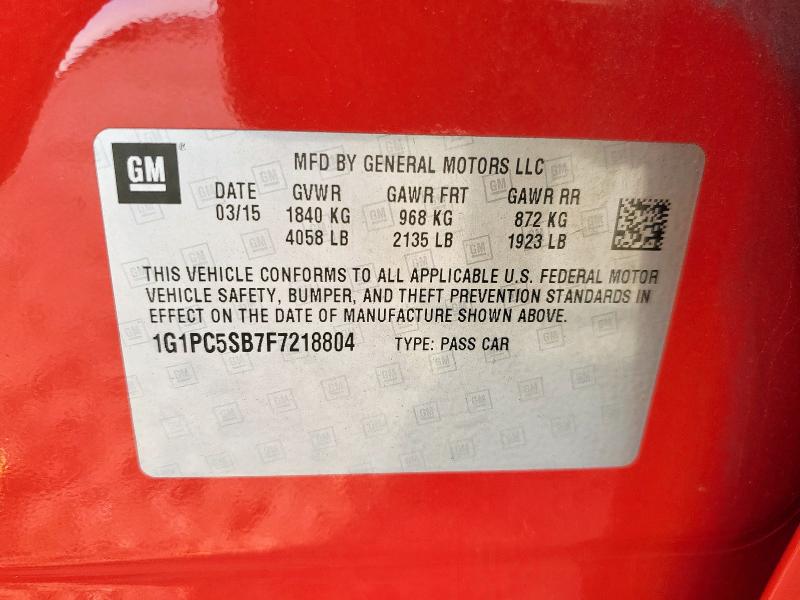 GM® MFD BY GENERAL MOTORS LLC
DATE GVWR GAWR FRT GAWR RR
03/15 1840 KG 968 KG 872 KG
4058 LB 2135 LB 1923 LB
THIS VEHICLE CONFORMS TO ALL APPLICABLE U.S. FEDERAL MOTOR
VEHICLE SAFETY, BUMPER, AND THEFT PREVENTION STANDARDS IN
EFFECT ON THE DATE OF MANUFACTURE SHOWN ABOVE.
1G1PC5SB7F7218804 TYPE: PASS CAR